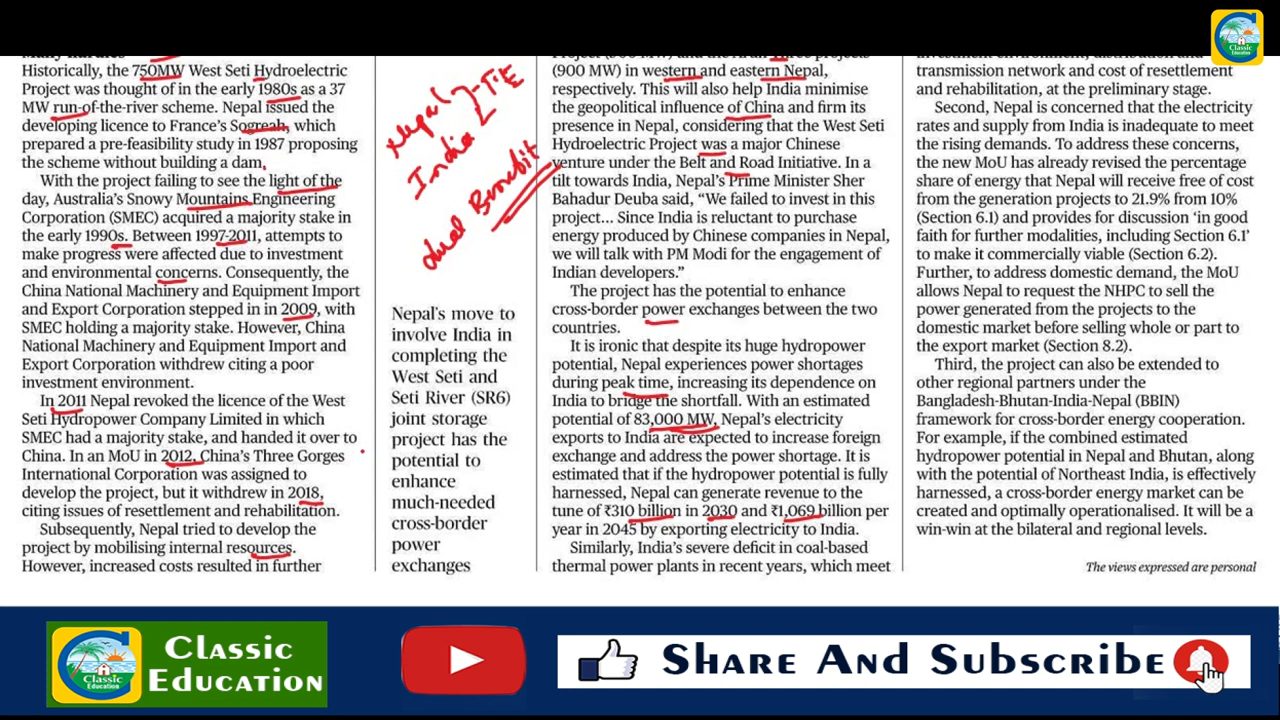 Many hurdles
Historically, the 750MW West Seti Hydroelectric
Project was thought of in the early 1980s as a 37
MW run-of-the-river scheme. Nepal issued the
developing licence to France's Sogreah, which
prepared a pre-feasibility study in 1987 proposing
the scheme without building a dam.
With the project failing to see the light of the
day, Australia's Snowy Mountains Engineering
Corporation (SMEC) acquired a majority stake in
the early 1990s. Between 1997-2011, attempts to
make progress were affected due to investment
and environmental concerns. Consequently, the
China National Machinery and Equipment Import
and Export Corporation stepped in in 2009, with
SMEC holding a majority stake. However, China
National Machinery and Equipment Import and
Export Corporation withdrew citing a poor
investment environment.
In 2011 Nepal revoked the licence of the West
Seti Hydropower Company Limited in which
SMEC had a majority stake, and handed it over to
China. In an MoU in 2012, China's Three Gorges
International Corporation was assigned to
develop the project, but it withdrew in 2018,
citing issues of resettlement and rehabilitation.
Subsequently, Nepal tried to develop the
project by mobilising internal resources.
However, increased costs resulted in further
Nepal
India
dual Benefit
Nepal's move to
involve India in
completing the
West Seti and
Seti River (SR6)
joint storage
project has the
potential to
enhance
much-needed
cross-border
power
exchanges
(900 MW) in western and eastern Nepal,
respectively. This will also help India minimise
the geopolitical influence of China and firm its
presence in Nepal, considering that the West Seti
Hydroelectric Project was a major Chinese
venture under the Belt and Road Initiative. In a
tilt towards India, Nepal's Prime Minister Sher
Bahadur Deuba said, “We failed to invest in this
project... Since India is reluctant to purchase
energy produced by Chinese companies in Nepal,
we will talk with PM Modi for the engagement of
Indian developers.”
The project has the potential to enhance
cross-border power exchanges between the two
countries.
It is ironic that despite its huge hydropower
potential, Nepal experiences power shortages
during peak time, increasing its dependence on
India to bridge the shortfall. With an estimated
potential of 83,000 MW, Nepal's electricity
exports to India are expected to increase foreign
exchange and address the power shortage. It is
estimated that if the hydropower potential is fully
harnessed, Nepal can generate revenue to the
tune of ₹310 billion in 2030 and ₹1,069 billion per
year in 2045 by exporting electricity to India.
Similarly, India's severe deficit in coal-based
thermal power plants in recent years, which meet
transmission network and cost of resettlement
and rehabilitation, at the preliminary stage.
Second, Nepal is concerned that the electricity
rates and supply from India is inadequate to meet
the rising demands. To address these concerns,
the new MoU has already revised the percentage
share of energy that Nepal will receive free of cost
from the generation projects to 21.9% from 10%
(Section 6.1) and provides for discussion ‘in good
faith for further modalities, including Section 6.1’
to make it commercially viable (Section 6.2).
Further, to address domestic demand, the MoU
allows Nepal to request the NHPC to sell the
power generated from the projects to the
domestic market before selling whole or part to
the export market (Section 8.2).
Third, the project can also be extended to
other regional partners under the
Bangladesh-Bhutan-India-Nepal (BBIN)
framework for cross-border energy cooperation.
For example, if the combined estimated
hydropower potential in Nepal and Bhutan, along
with the potential of Northeast India, is effectively
harnessed, a cross-border energy market can be
created and optimally operationalised. It will be a
win-win at the bilateral and regional levels.
The views expressed are personal
Classic
Education
Classic
Education
Classic
Education
Share And Subscribe